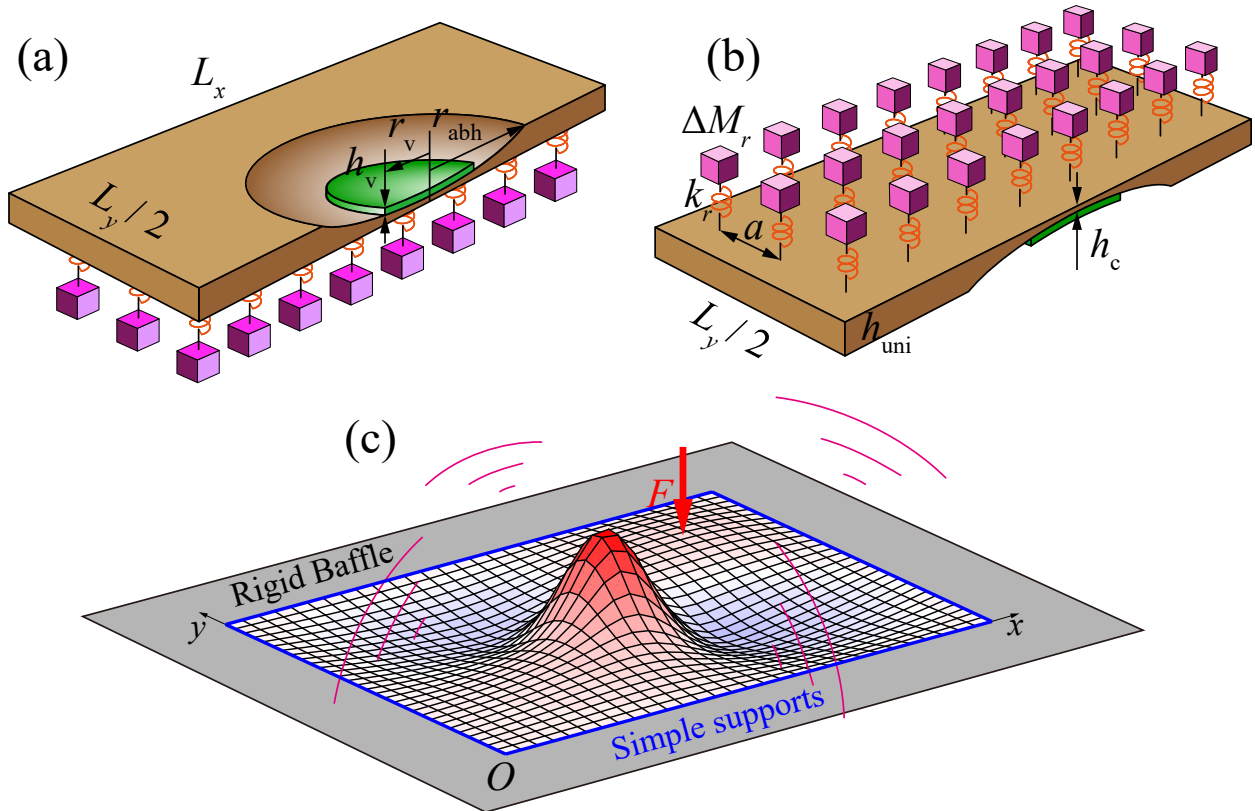 (a)
L_x
r_v
r_abh
h_v
L_y/2
(b)
ΔM_r
k_r
a
h_c
L_y/2
h_uni
(c)
F
Rigid Baffle
y
x
Simple supports
O